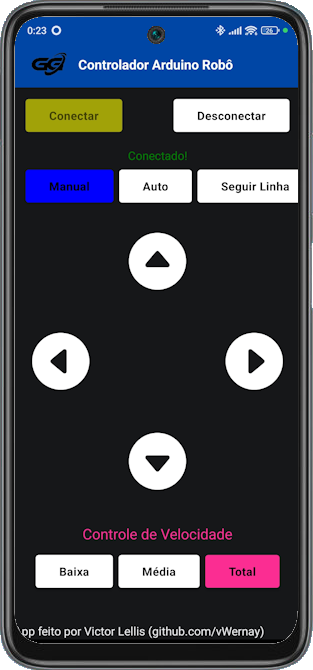 0:23
26
GGI
Controlador Arduino Robô
Conectar
Desconectar
Conectado!
Manual
Auto
Seguir Linha
Controle de Velocidade
Baixa
Média
Total
pp feito por Victor Lellis (github.com/vWernay)